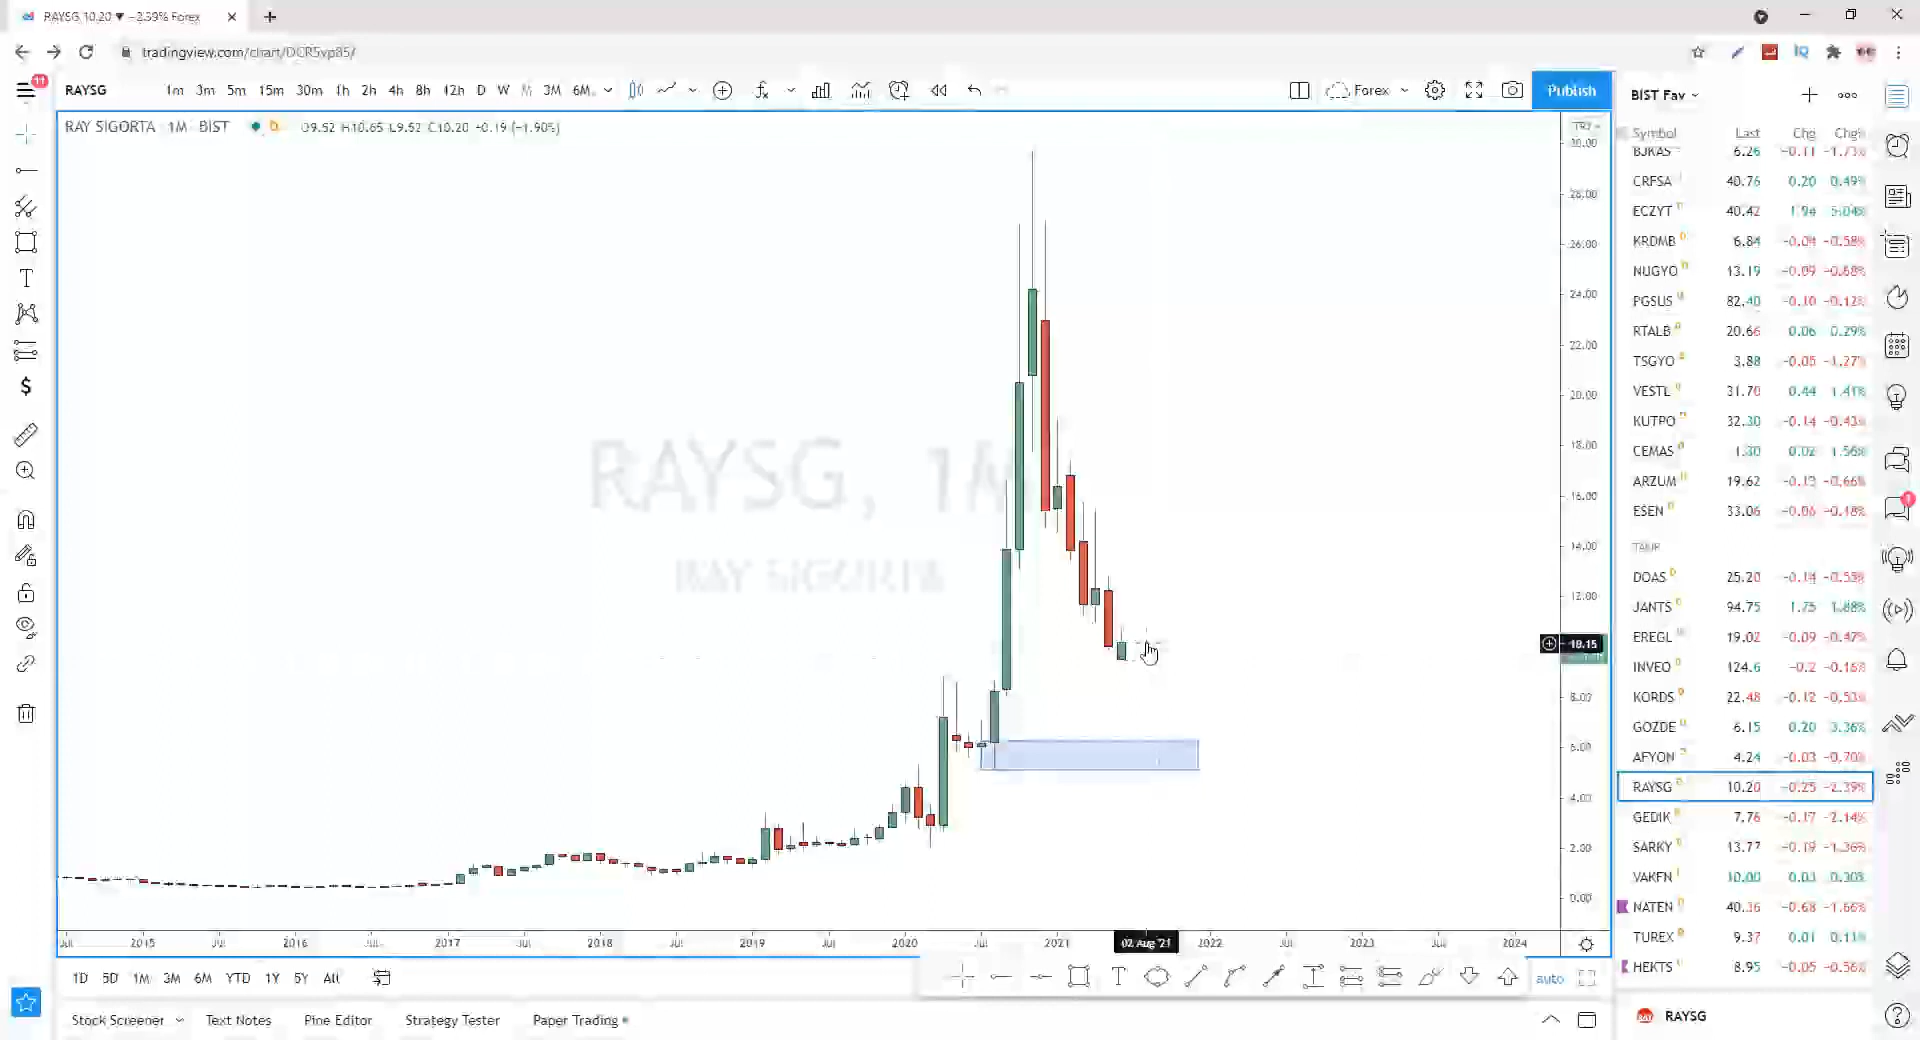 RAYSG 10.20 ▼ −2.39% Forex
tradingview.com/chart/DCR5vp85/
11
RAYSG 1m 3m 5m 15m 30m 1h 2h 4h 8h 12h D W M 3M 6M Forex Publish
BIST Fav
RAY SIGORTA · 1M · BIST D O9.52 H10.65 L9.52 C10.20 −0.19 (−1.90%)
TRY
Symbol Last Chg Chg%
BJKAS 6.26 −0.11 −1.73%
CRFSA 40.76 0.20 0.49%
ECZYT 40.42 1.94 5.04%
KRDMB 6.84 −0.04 −0.58%
NUGYO 13.19 −0.09 −0.68%
PGSUS 82.40 −0.10 −0.12%
RTALB 20.66 0.06 0.29%
TSGYO 3.88 −0.05 −1.27%
VESTL 31.70 0.44 1.41%
KUTPO 32.30 −0.14 −0.43%
CEMAS 1.30 0.02 1.56%
ARZUM 19.62 −0.13 −0.66%
ESEN 33.06 −0.06 −0.18%
DOAS 25.20 −0.14 −0.55%
JANTS 94.75 1.75 1.88%
EREGL 19.02 −0.09 −0.47%
INVEO 124.6 −0.2 −0.16%
KORDS 22.48 −0.12 −0.53%
GOZDE 6.15 0.20 3.36%
AFYON 4.24 −0.03 −0.70%
RAYSG 10.20 −0.25 −2.39%
GEDIK 7.76 −0.17 −2.14%
SARKY 13.77 −0.19 −1.36%
VAKFN 10.00 0.03 0.30%
NATEN 40.36 −0.68 −1.66%
TUREX 9.37 0.01 0.11%
HEKTS 8.95 −0.05 −0.56%
RAYSG
30.00
28.00
26.00
24.00
22.00
20.00
18.00
16.00
14.00
12.00
8.00
6.00
4.00
2.00
0.00
RAYSG, 1M
RAY SIGORTA
Jul 2015 Jul 2016 Jul 2017 Jul 2018 Jul 2019 Jul 2020 Jul 2021 02 Aug '21 2022 Jul 2023 Jul 2024
1D 5D 1M 3M 6M YTD 1Y 5Y All auto
Stock Screener Text Notes Pine Editor Strategy Tester Paper Trading